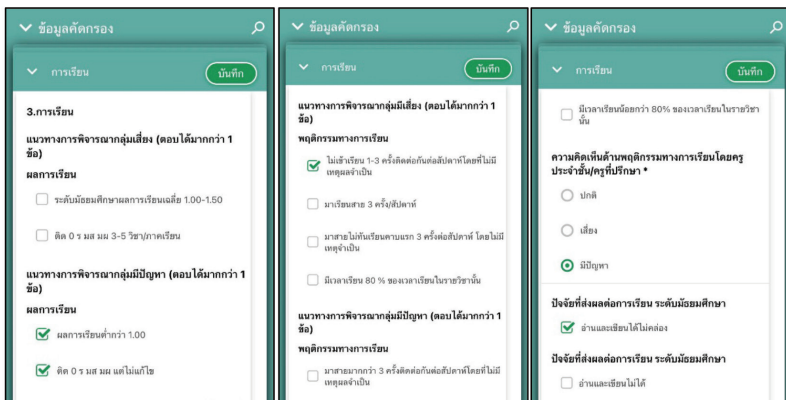 ข้อมูลคัดกรอง
การเรียน
บันทึก
3.การเรียน
แนวทางการพิจารณากลุ่มเสี่ยง (ตอบได้มากกว่า 1
ข้อ)
ผลการเรียน
ระดับมัธยมศึกษาผลการเรียนเฉลี่ย 1.00-1.50
ติด 0 ร มส มผ 3-5 วิชา/ภาคเรียน
แนวทางการพิจารณากลุ่มมีปัญหา (ตอบได้มากกว่า 1
ข้อ)
ผลการเรียน
ผลการเรียนต่ำกว่า 1.00
ติด 0 ร มส มผ แต่ไม่แก้ไข
ข้อมูลคัดกรอง
การเรียน
บันทึก
แนวทางการพิจารณากลุ่มมีเสี่ยง (ตอบได้มากกว่า 1
ข้อ)
พฤติกรรมทางการเรียน
ไม่เข้าเรียน 1-3 ครั้งติดต่อกันต่อสัปดาห์โดยที่ไม่มี
เหตุผลจำเป็น
มาเรียนสาย 3 ครั้ง/สัปดาห์
มาสายไม่ทันเรียนคาบแรก 3 ครั้งต่อสัปดาห์ โดยไม่มี
เหตุจำเป็น
มีเวลาเรียน 80 % ของเวลาเรียนในรายวิชานั้น
แนวทางการพิจารณากลุ่มมีปัญหา (ตอบได้มากกว่า 1
ข้อ)
พฤติกรรมทางการเรียน
มาสายมากกว่า 3 ครั้งติดต่อกันต่อสัปดาห์โดยที่ไม่มี
เหตุผลจำเป็น
ข้อมูลคัดกรอง
การเรียน
บันทึก
มีเวลาเรียนน้อยกว่า 80% ของเวลาเรียนในรายวิชา
นั้น
ความคิดเห็นด้านพฤติกรรมทางการเรียนโดยครู
ประจำชั้น/ครูที่ปรึกษา *
ปกติ
เสี่ยง
มีปัญหา
ปัจจัยที่ส่งผลต่อการเรียน ระดับมัธยมศึกษา
อ่านและเขียนได้ไม่คล่อง
ปัจจัยที่ส่งผลต่อการเรียน ระดับมัธยมศึกษา
อ่านและเขียนไม่ได้